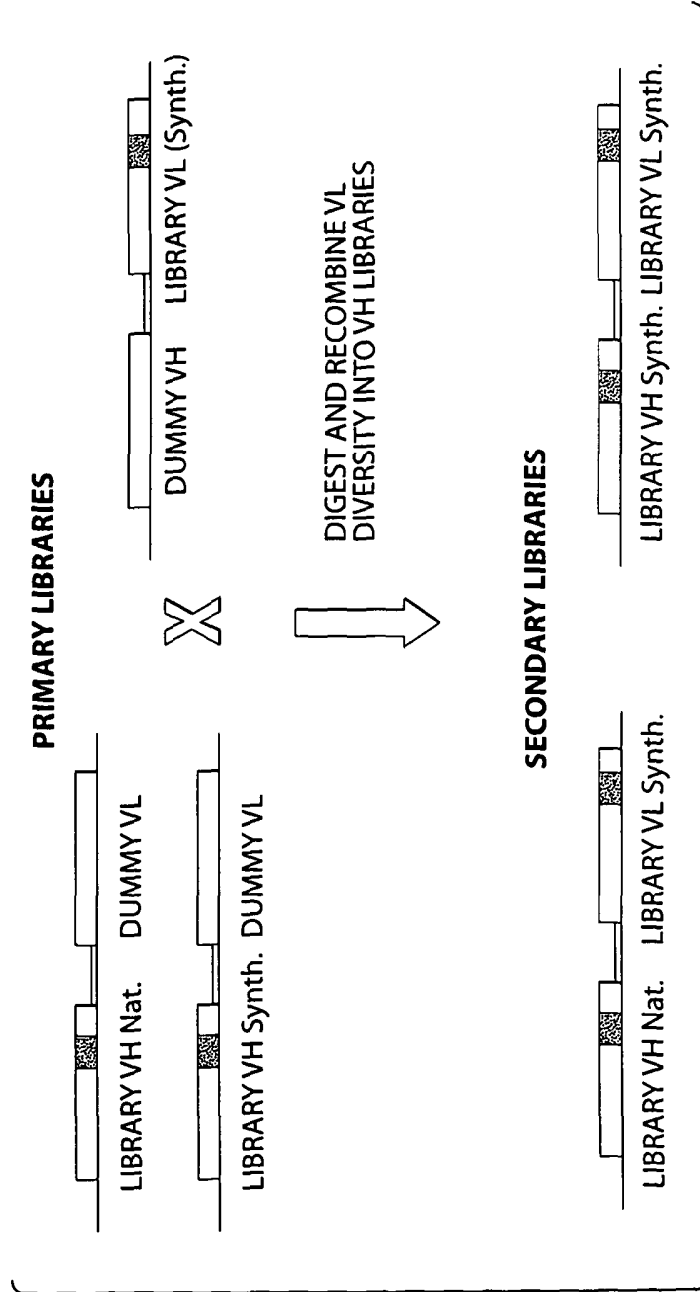 PRIMARY LIBRARIES
LIBRARY VH Nat. DUMMY VL
LIBRARY VH Synth. DUMMY VL
X
DUMMY VH LIBRARY VL (Synth.)
DIGEST AND RECOMBINE VL
DIVERSITY INTO VH LIBRARIES
SECONDARY LIBRARIES
LIBRARY VH Nat. LIBRARY VL Synth.
LIBRARY VH Synth. LIBRARY VL Synth.